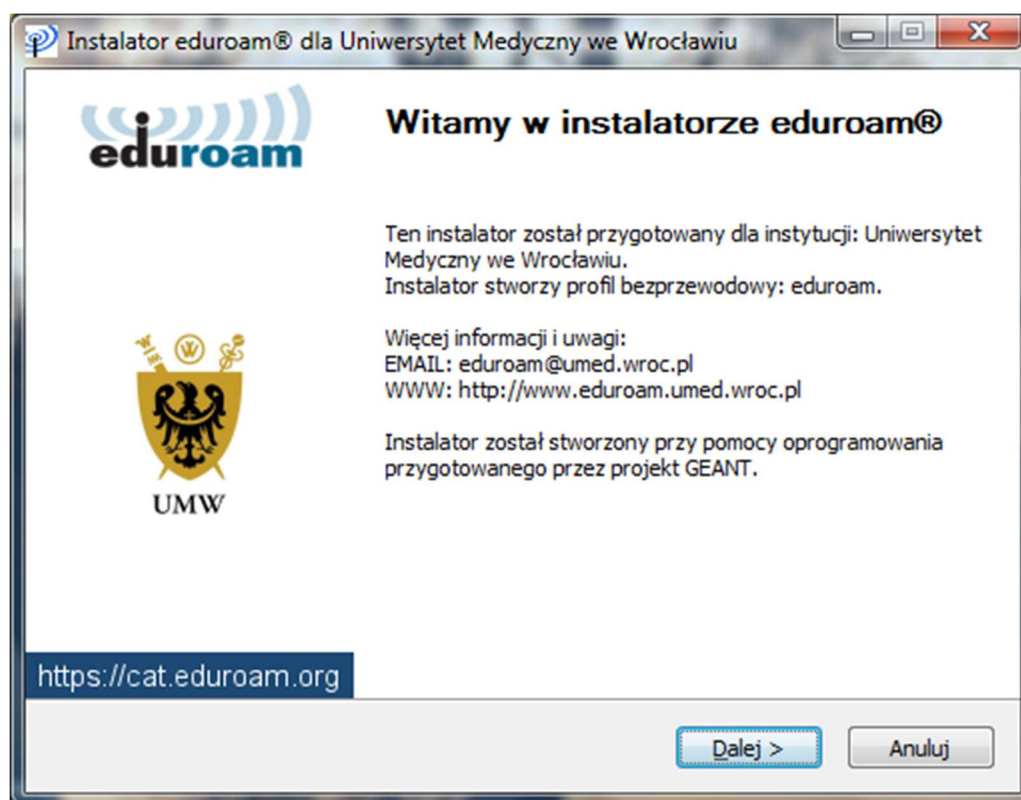 Instalator eduroam® dla Uniwersytet Medyczny we Wrocławiu
eduroam
Witamy w instalatorze eduroam®
Ten instalator został przygotowany dla instytucji: Uniwersytet
Medyczny we Wrocławiu.
Instalator stworzy profil bezprzewodowy: eduroam.
Więcej informacji i uwagi:
EMAIL: eduroam@umed.wroc.pl
WWW: http://www.eduroam.umed.wroc.pl
Instalator został stworzony przy pomocy oprogramowania
przygotowanego przez projekt GEANT.
UMW
https://cat.eduroam.org
Dalej >
Anuluj